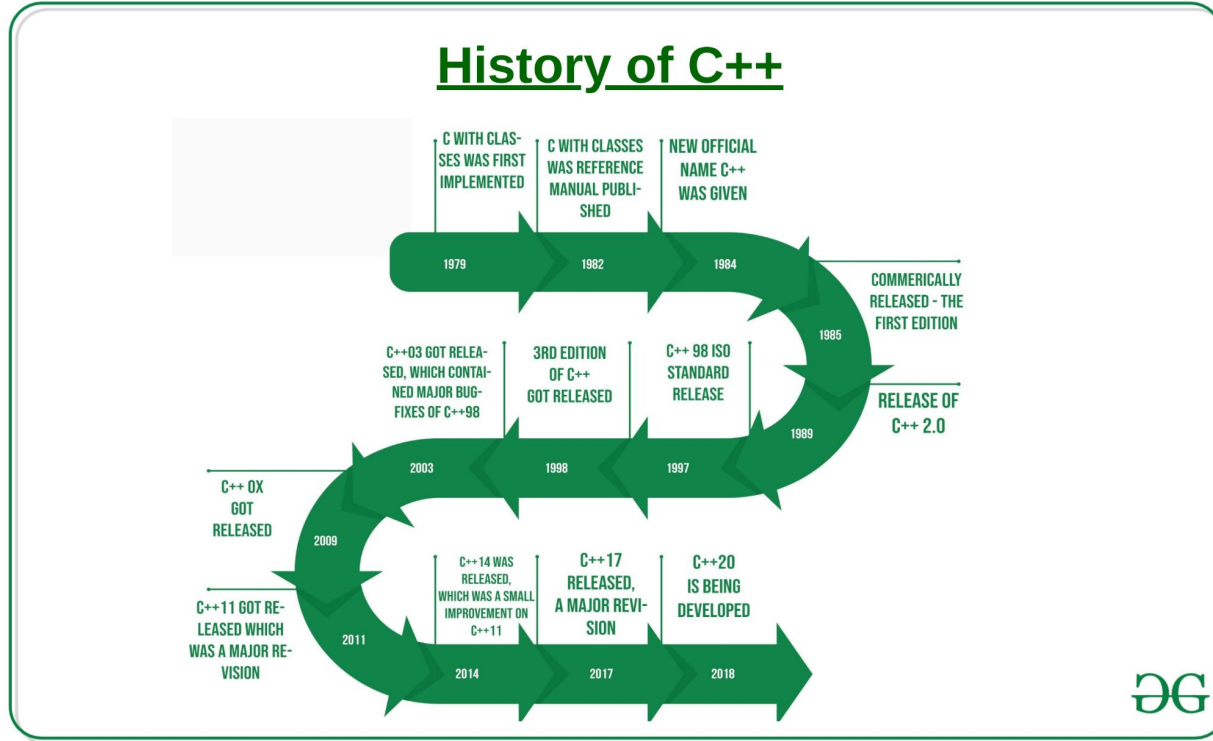 History of C++
C WITH CLAS-
SES WAS FIRST
IMPLEMENTED
C WITH CLASSES
WAS REFERENCE
MANUAL PUBLI-
SHED
NEW OFFICIAL
NAME C++
WAS GIVEN
1979
1982
1984
COMMERICALLY
RELEASED - THE
FIRST EDITION
1985
RELEASE OF
C++ 2.0
1989
C++ 98 ISO
STANDARD
RELEASE
1997
3RD EDITION
OF C++
GOT RELEASED
1998
C++03 GOT RELEA-
SED, WHICH CONTAI-
NED MAJOR BUG-
FIXES OF C++98
2003
C++ 0X
GOT
RELEASED
2009
C++11 GOT RE-
LEASED WHICH
WAS A MAJOR RE-
VISION
2011
C++14 WAS
RELEASED,
WHICH WAS A SMALL
IMPROVEMENT ON
C++11
2014
C++17
RELEASED,
A MAJOR REVI-
SION
2017
C++20
IS BEING
DEVELOPED
2018